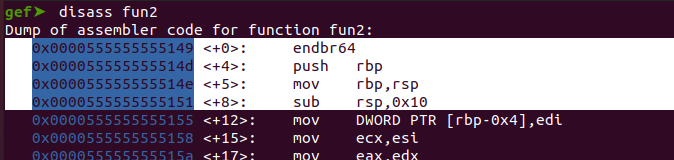 gef➤ disass fun2
Dump of assembler code for function fun2:
0x0000555555555149 <+0>: endbr64
0x000055555555514d <+4>: push rbp
0x000055555555514e <+5>: mov rbp,rsp
0x0000555555555151 <+8>: sub rsp,0x10
0x0000555555555155 <+12>: mov DWORD PTR [rbp-0x4],edi
0x0000555555555158 <+15>: mov ecx,esi
0x000055555555515a <+17>: mov eax,edx